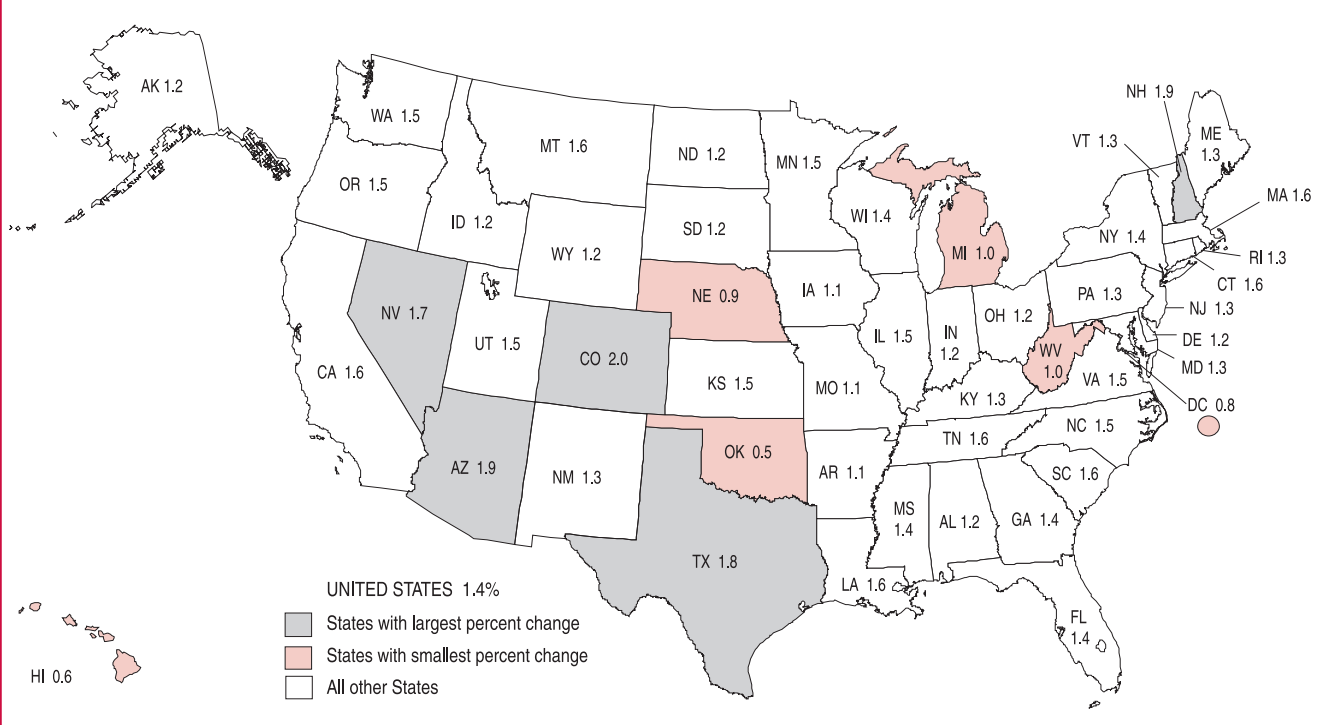 AK 1.2
WA 1.5
MT 1.6
ND 1.2
MN 1.5
OR 1.5
ID 1.2
WY 1.2
SD 1.2
WI 1.4
MI 1.0
NH 1.9
VT 1.3
ME
1.3
MA 1.6
NY 1.4
RI 1.3
CT 1.6
NJ 1.3
PA 1.3
DE 1.2
MD 1.3
DC 0.8
NV 1.7
UT 1.5
CO 2.0
NE 0.9
IA 1.1
IL 1.5
IN
1.2
OH 1.2
WV
1.0
VA 1.5
CA 1.6
KS 1.5
MO 1.1
KY 1.3
NC 1.5
TN 1.6
SC 1.6
AZ 1.9
NM 1.3
OK 0.5
AR 1.1
MS
1.4
AL 1.2
GA 1.4
TX 1.8
LA 1.6
FL
1.4
HI 0.6
UNITED STATES 1.4%
States with largest percent change
States with smallest percent change
All other States